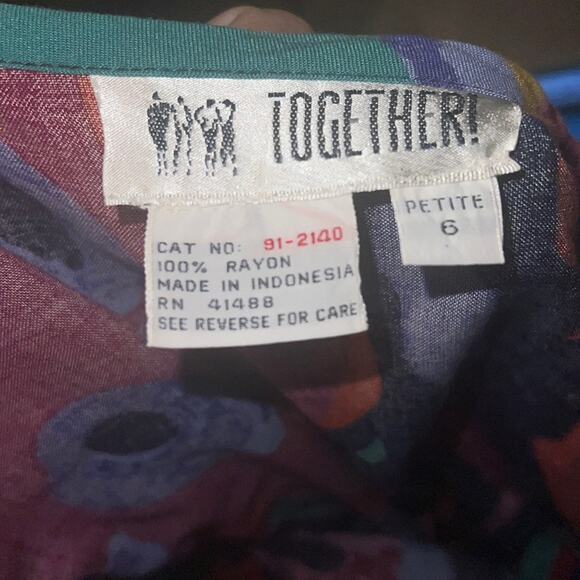 TOGETHER!
PETITE
6
CAT NO: 91-2140
100% RAYON
MADE IN INDONESIA
RN 41488
SEE REVERSE FOR CARE